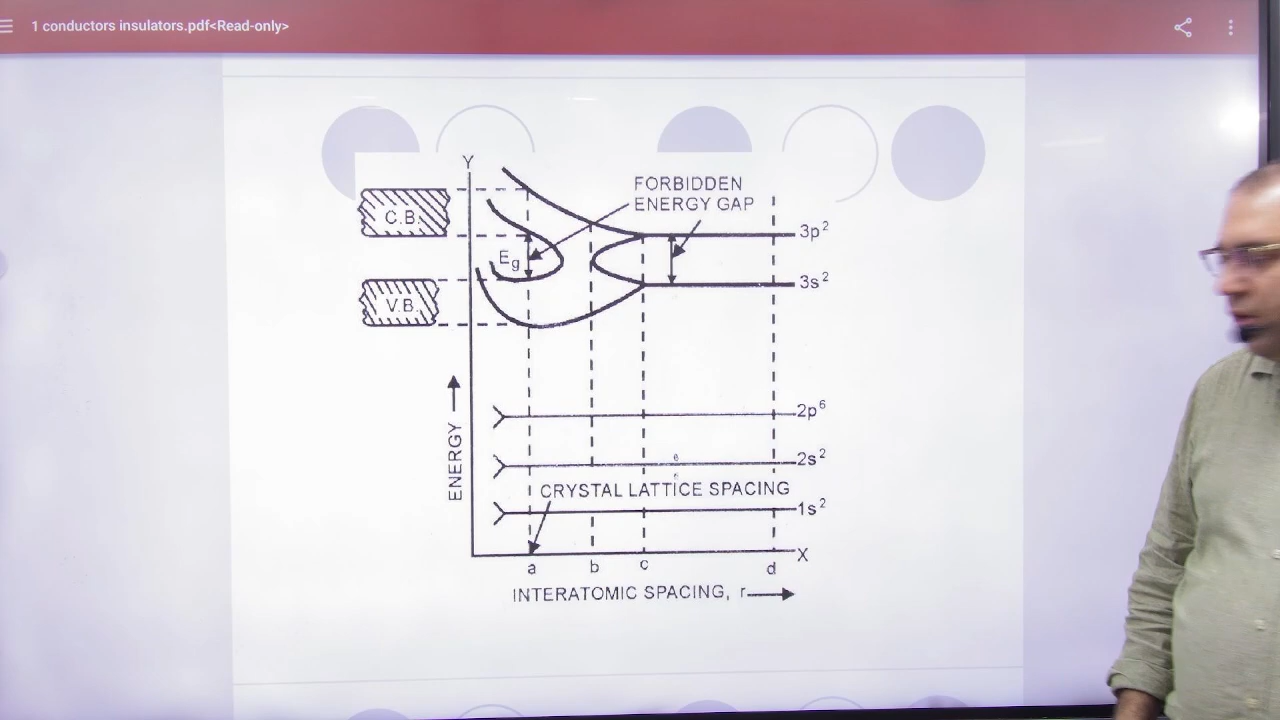 1 conductors insulators.pdf<Read-only>
Y
FORBIDDEN
ENERGY GAP
C.B.
3p²
Eg
3s²
V.B.
2p⁶
ENERGY
2s²
CRYSTAL LATTICE SPACING
1s²
X
a b c d
INTERATOMIC SPACING, r